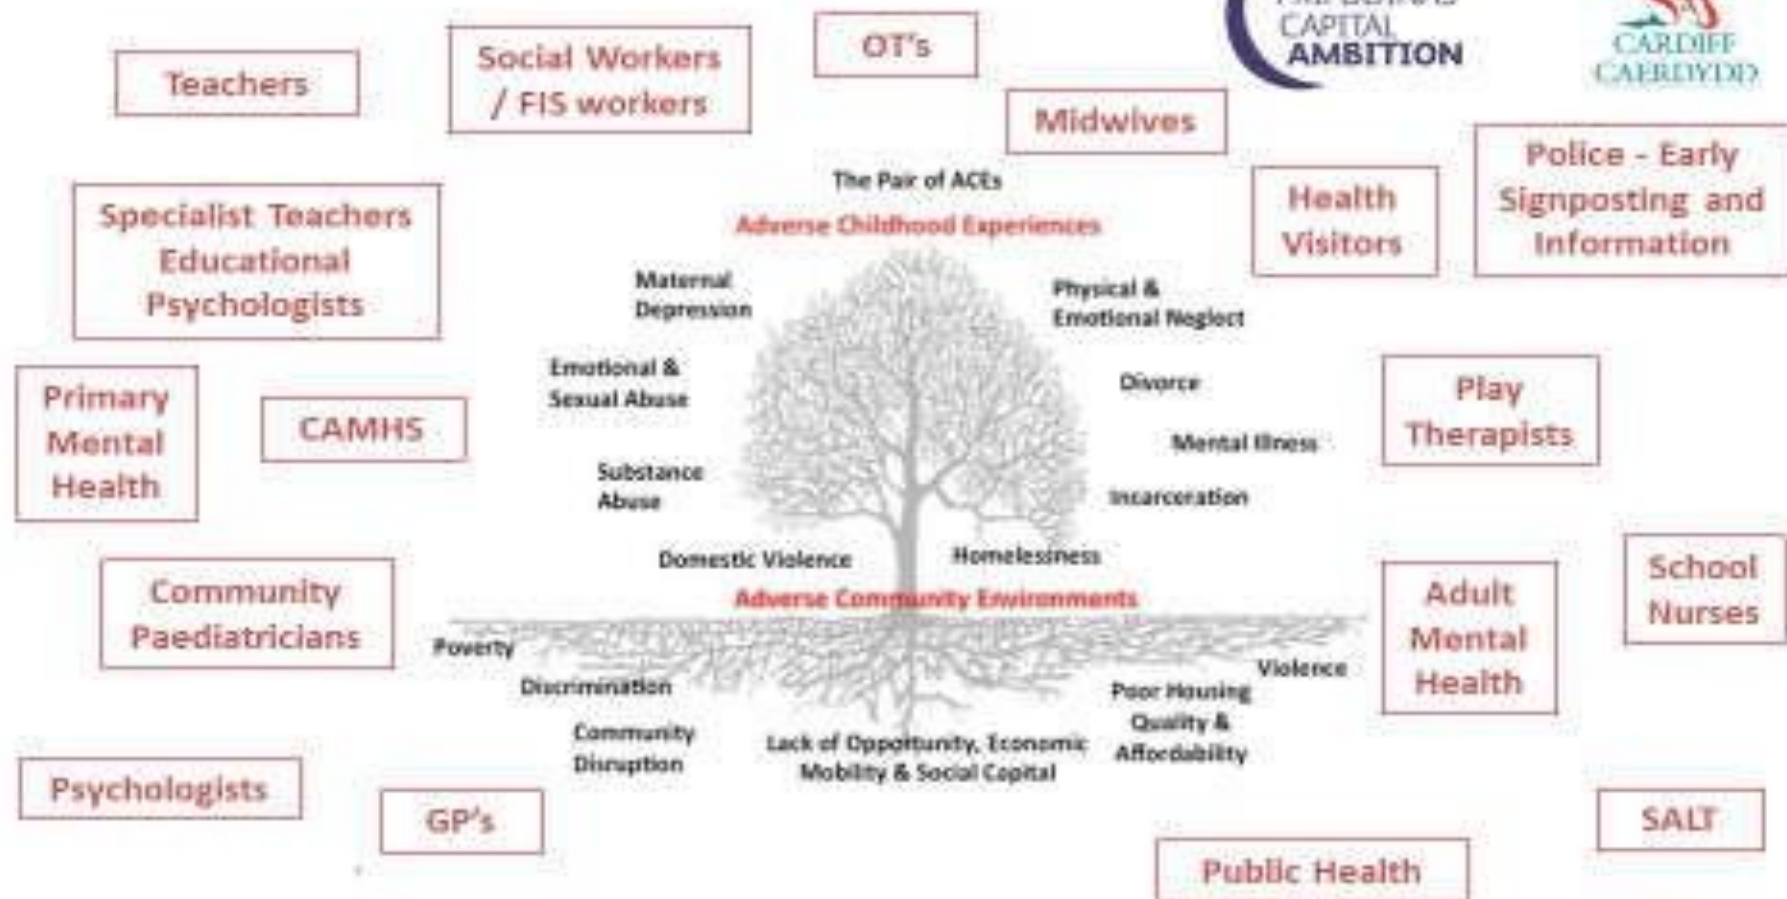 CAPITAL
AMBITION
CARDIFF
CAERDYDD
Teachers
Social Workers
/ FIS workers
OT's
Midwives
Police - Early
Signposting and
Information
Health
Visitors
Specialist Teachers
Educational
Psychologists
The Pair of ACEs
Adverse Childhood Experiences
Maternal
Depression
Physical &
Emotional Neglect
Emotional &
Sexual Abuse
Divorce
Primary
Mental
Health
CAMHS
Play
Therapists
Mental Illness
Substance
Abuse
Incarceration
Domestic Violence
Homelessness
Adverse Community Environments
Community
Paediatricians
Adult
Mental
Health
School
Nurses
Poverty
Discrimination
Community
Disruption
Lack of Opportunity, Economic
Mobility & Social Capital
Poor Housing
Quality &
Affordability
Violence
Psychologists
GP's
SALT
Public Health